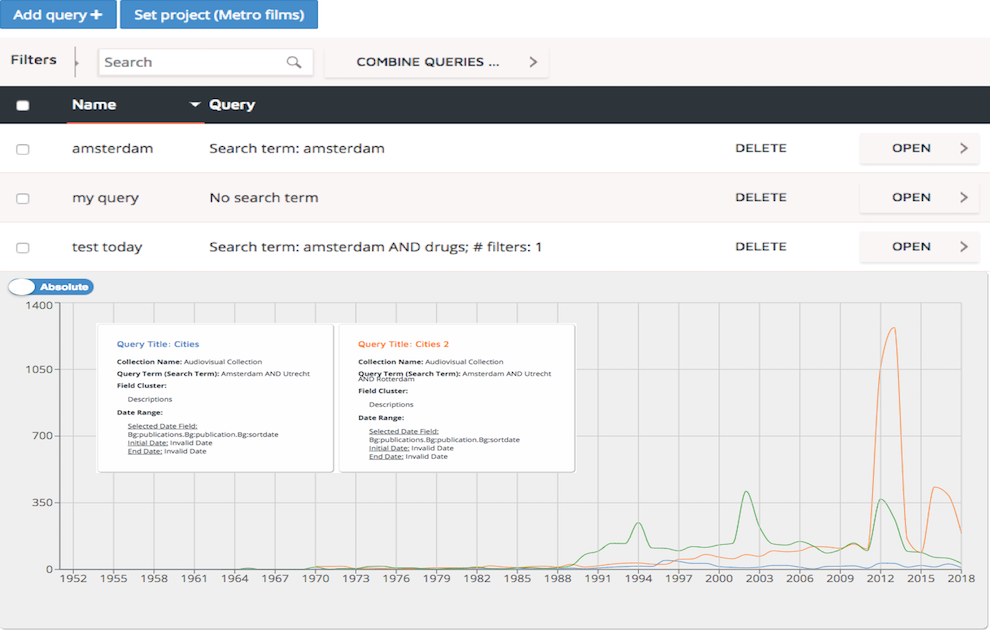 Add query +
Set project (Metro films)
Filters
Search
COMBINE QUERIES ...
Name
Query
amsterdam
Search term: amsterdam
DELETE
OPEN
my query
No search term
DELETE
OPEN
test today
Search term: amsterdam AND drugs; # filters: 1
DELETE
OPEN
Absolute
1400
1050
700
350
0
Query Title: Cities
Collection Name: Audiovisual Collection
Query Term (Search Term): Amsterdam AND Utrecht
Field Cluster:
Descriptions
Date Range:
Selected Date Field:
Bg:publications.Bg:publication.Bg:sortdate
Initial Date: Invalid Date
End Date: Invalid Date
Query Title: Cities 2
Collection Name: Audiovisual Collection
Query Term (Search Term): Amsterdam AND Utrecht
AND Rotterdam
Field Cluster:
Descriptions
Date Range:
Selected Date Field:
Bg:publications.Bg:publication.Bg:sortdate
Initial Date: Invalid Date
End Date: Invalid Date
1952 1955 1958 1961 1964 1967 1970 1973 1976 1979 1982 1985 1988 1991 1994 1997 2000 2003 2006 2009 2012 2015 2018